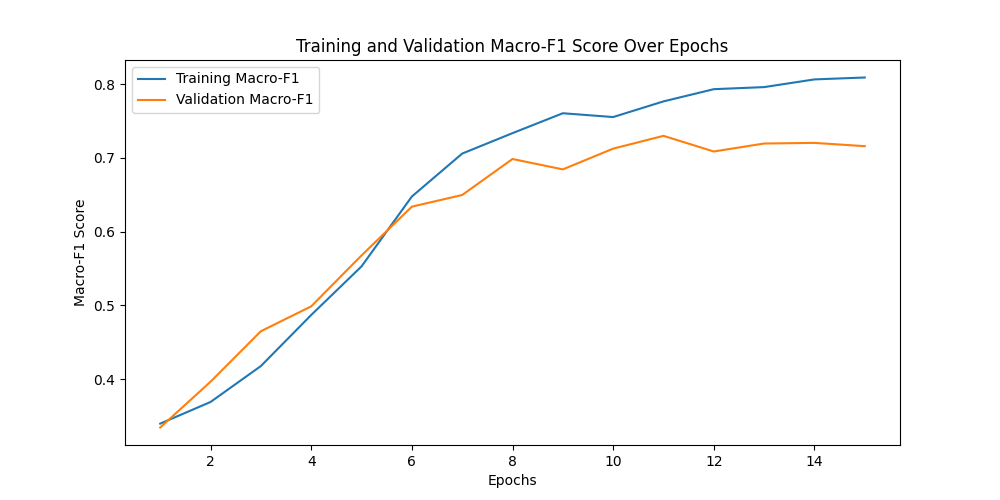 Training and Validation Macro-F1 Score Over Epochs
Training Macro-F1
Validation Macro-F1
0.8
0.7
0.6
0.5
0.4
Macro-F1 Score
2 4 6 8 10 12 14
Epochs